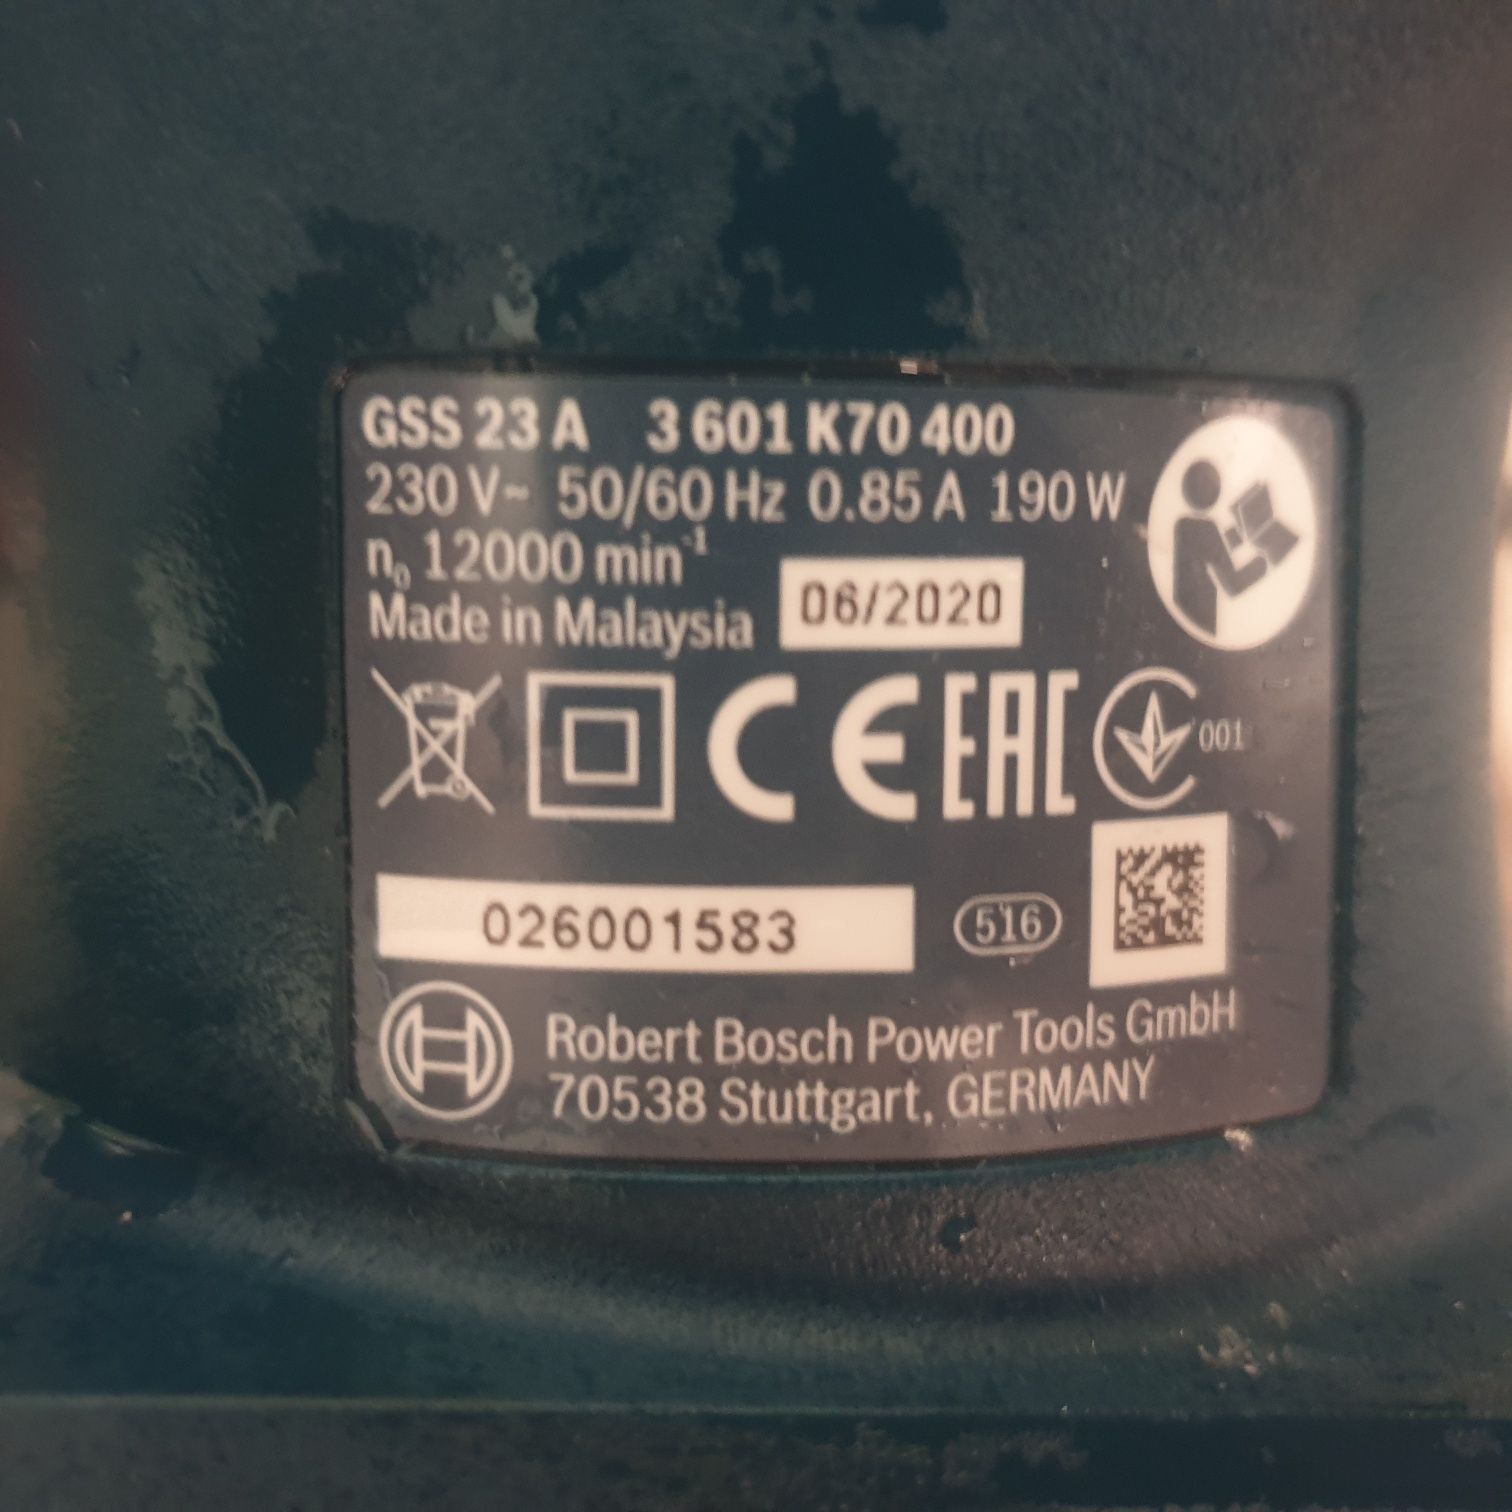 GSS 23 A 3 601 K70 400
230 V~ 50/60 Hz 0.85 A 190 W
n₀ 12000 min⁻¹
Made in Malaysia 06/2020
CE EAC 001
026001583 516
Robert Bosch Power Tools GmbH
70538 Stuttgart, GERMANY